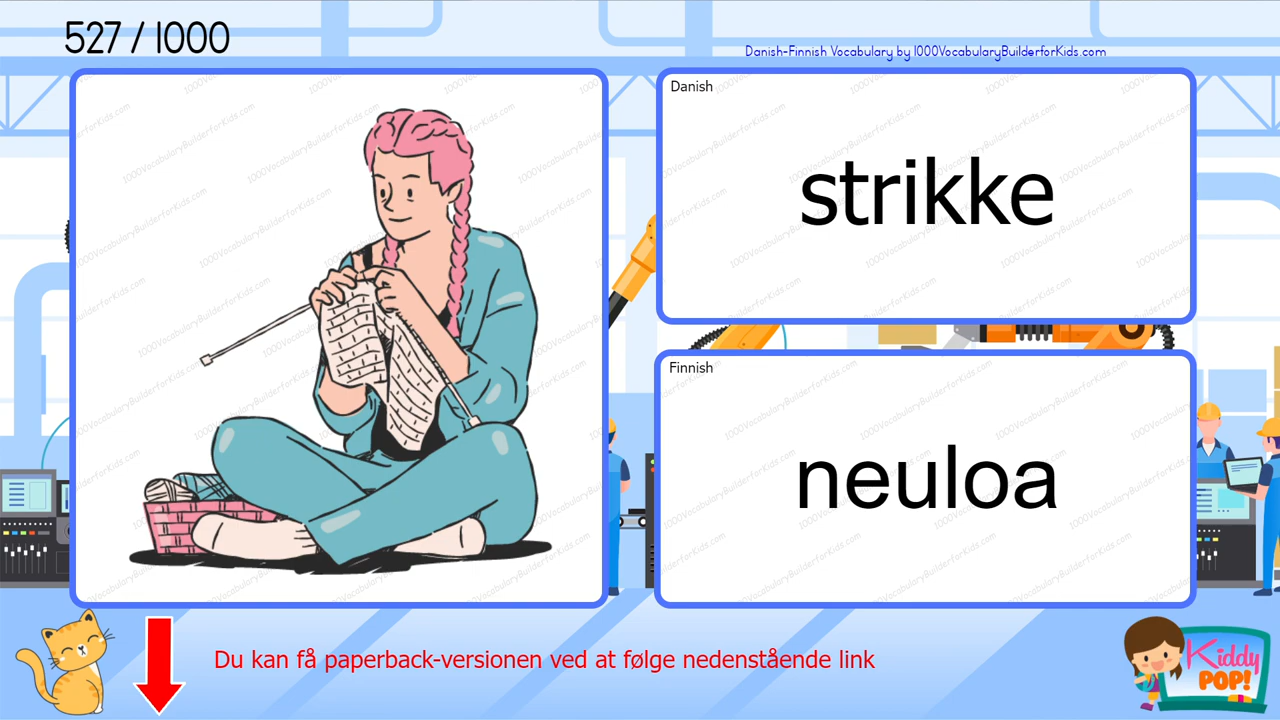 527 / 1000
Danish-Finnish Vocabulary by 1000VocabularyBuilderforKids.com
Danish
strikke
Finnish
neuloa
Du kan få paperback-versionen ved at følge nedenstående link
Kiddy
POP!